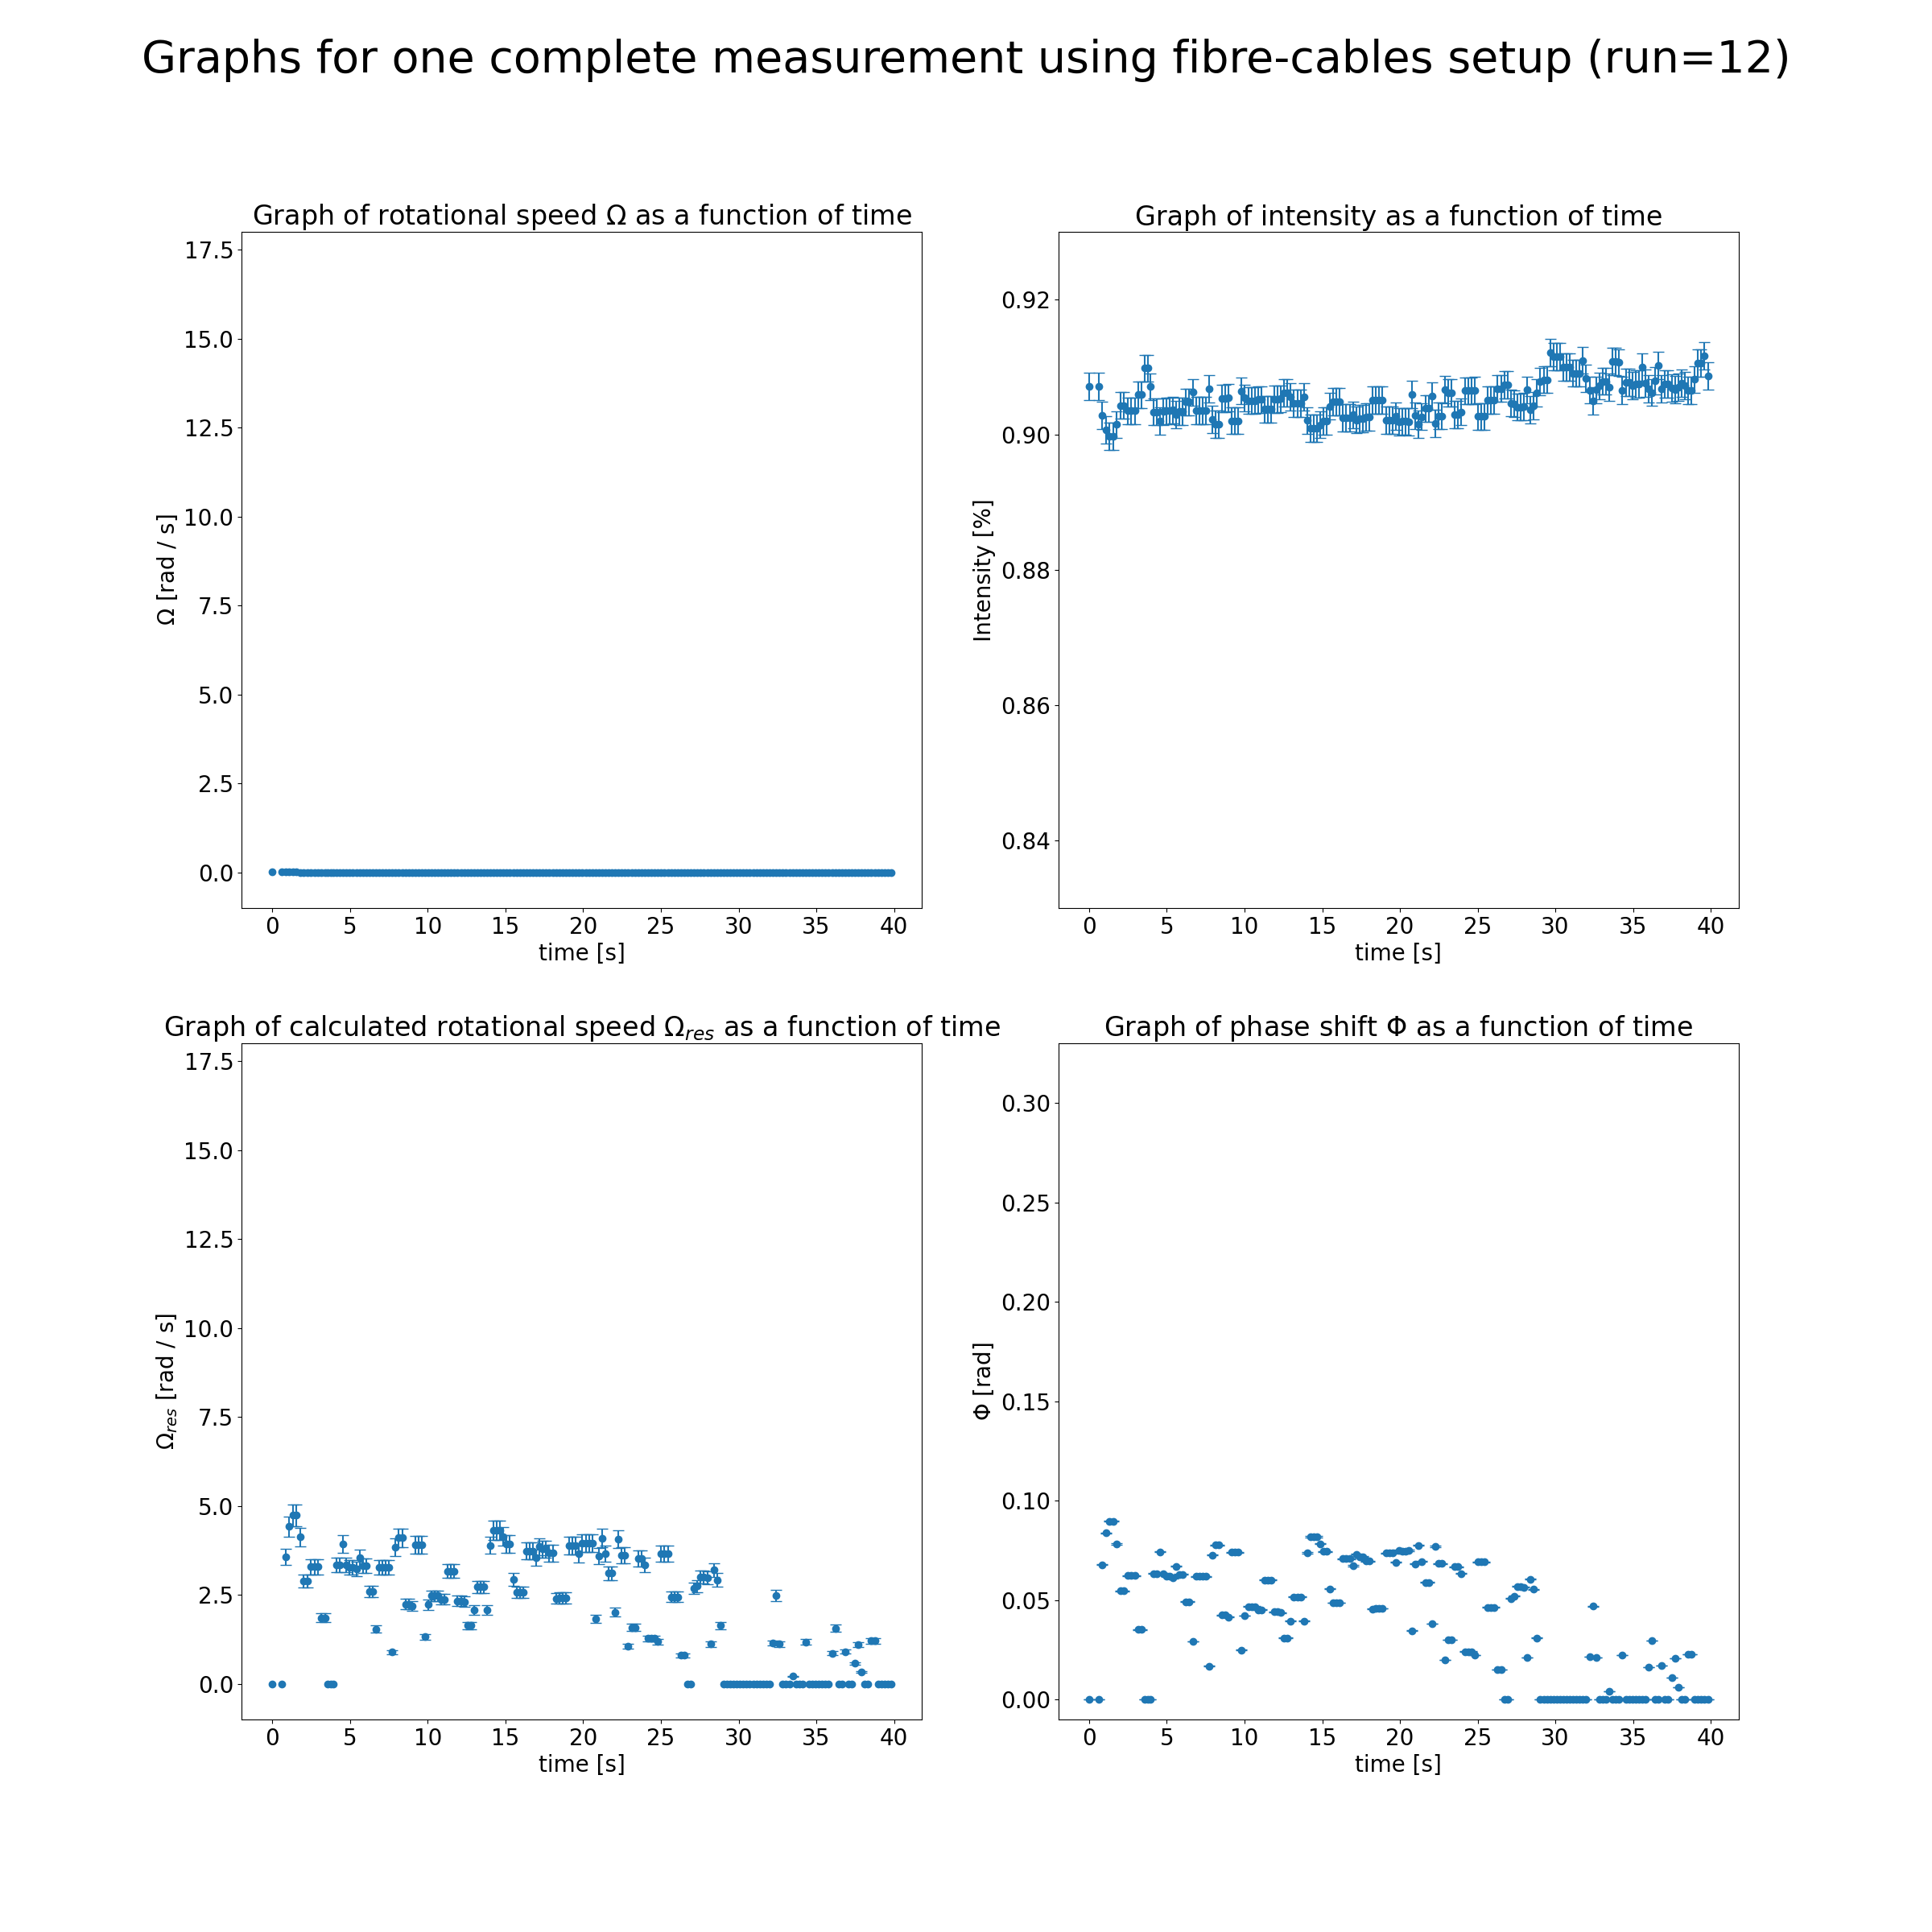 Graphs for one complete measurement using fibre-cables setup (run=12)
Graph of rotational speed Ω as a function of time
17.5
15.0
12.5
10.0
7.5
5.0
2.5
0.0
Ω [rad / s]
0 5 10 15 20 25 30 35 40
time [s]
Graph of intensity as a function of time
0.92
0.90
0.88
0.86
0.84
Intensity [%]
0 5 10 15 20 25 30 35 40
time [s]
Graph of calculated rotational speed Ω_res as a function of time
17.5
15.0
12.5
10.0
7.5
5.0
2.5
0.0
Ω_res [rad / s]
0 5 10 15 20 25 30 35 40
time [s]
Graph of phase shift Φ as a function of time
0.30
0.25
0.20
0.15
0.10
0.05
0.00
Φ [rad]
0 5 10 15 20 25 30 35 40
time [s]